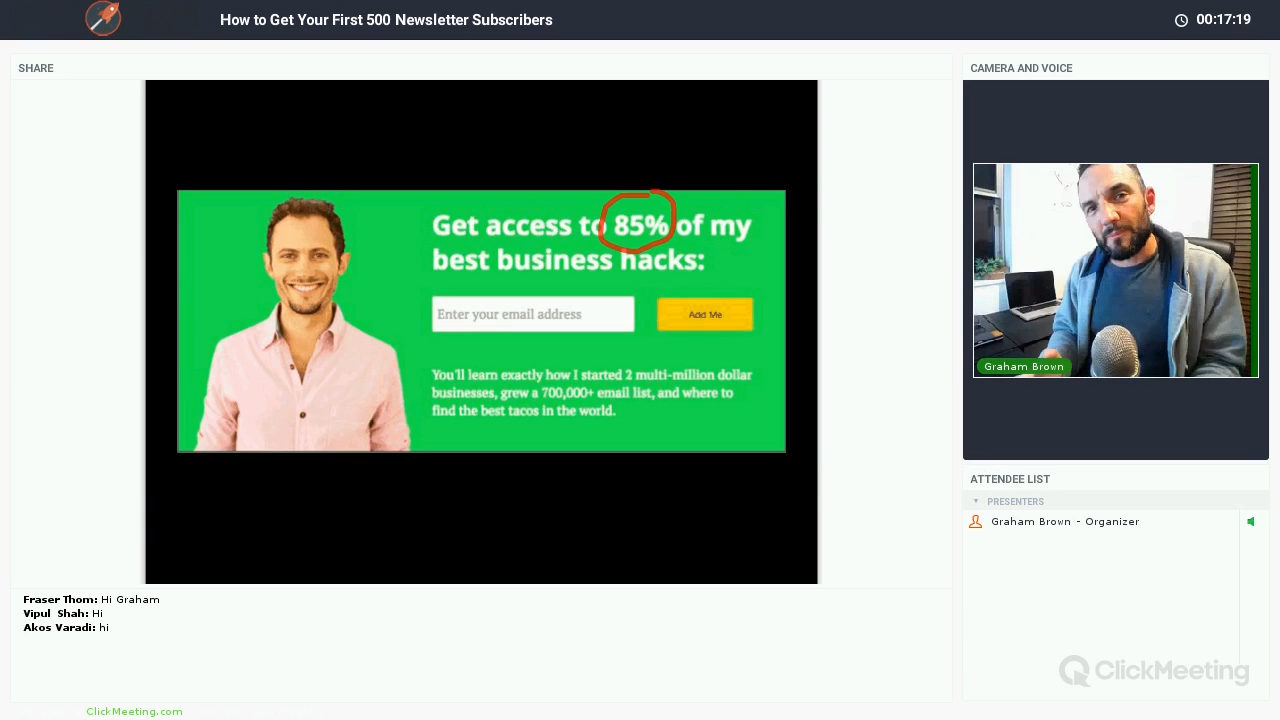 How to Get Your First 500 Newsletter Subscribers
00:17:19
SHARE
CAMERA AND VOICE
Get access to 85% of my
best business hacks:
Enter your email address
Add Me
You'll learn exactly how I started 2 multi-million dollar
businesses, grew a 700,000+ email list, and where to
find the best tacos in the world.
Graham Brown
ATTENDEE LIST
PRESENTERS
Graham Brown - Organizer
Fraser Thom: Hi Graham
Vipul Shah: Hi
Akos Varadi: hi
ClickMeeting
ClickMeeting.com